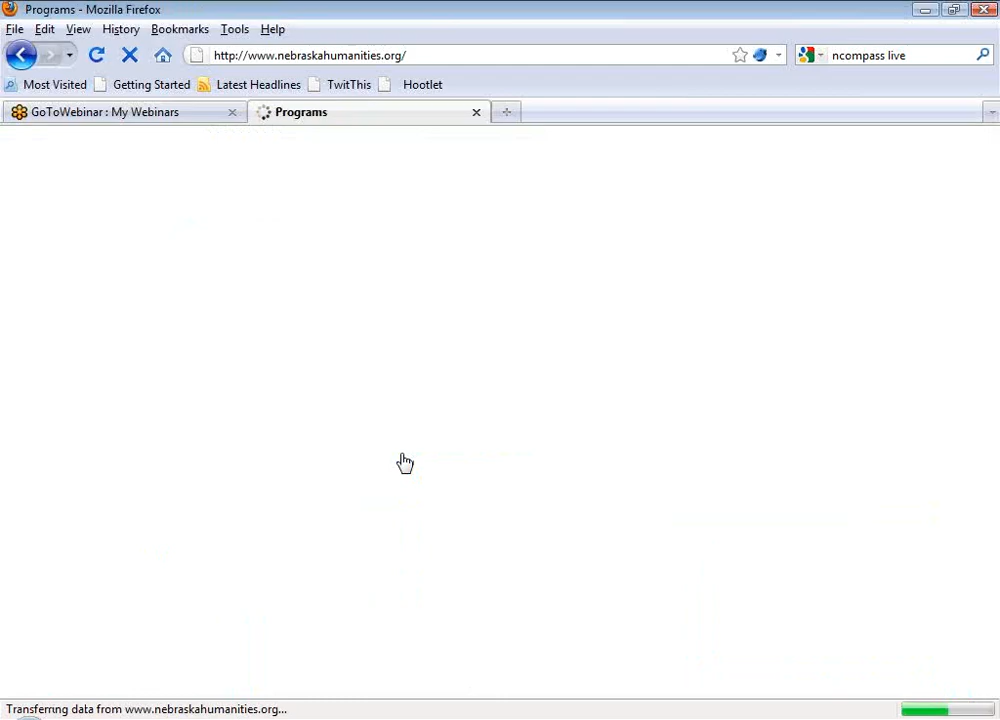 Programs - Mozilla Firefox
File Edit View History Bookmarks Tools Help
http://www.nebraskahumanities.org/ ncompass live
Most Visited Getting Started Latest Headlines TwitThis Hootlet
GoToWebinar : My Webinars Programs
Transferring data from www.nebraskahumanities.org...